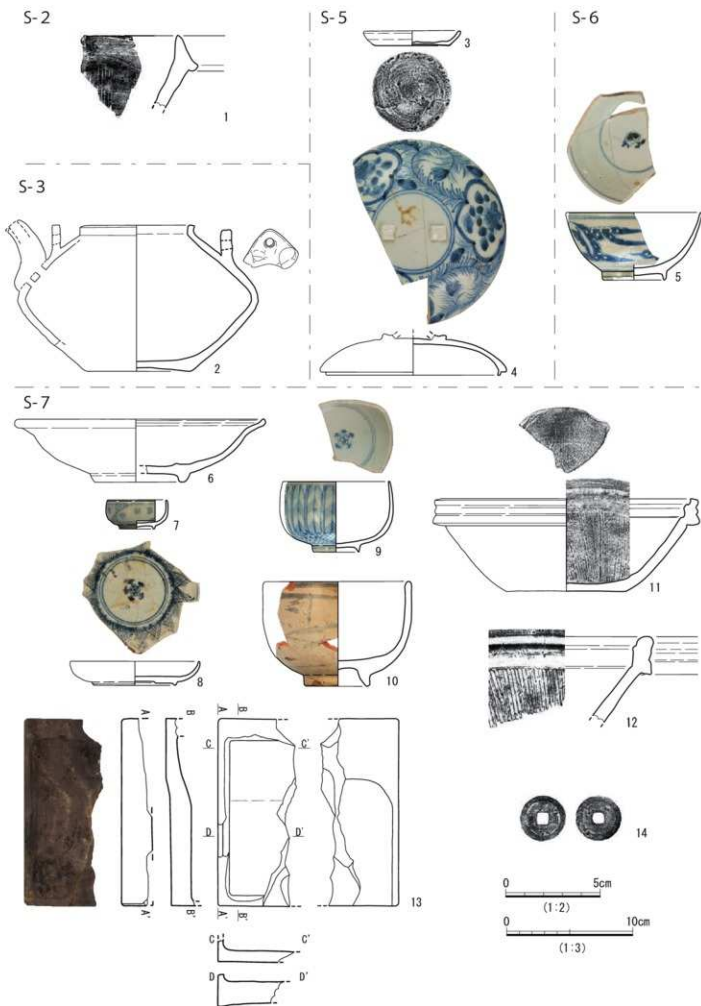 S-2
1
S-3
2
S-5
3
4
S-6
5
S-7
6
7
8
9
10
11
12
A B
C C'
D D'
A' B'
A B
A' B'
13
C C'
D D'
14
0 5cm
(1:2)
0 10cm
(1:3)